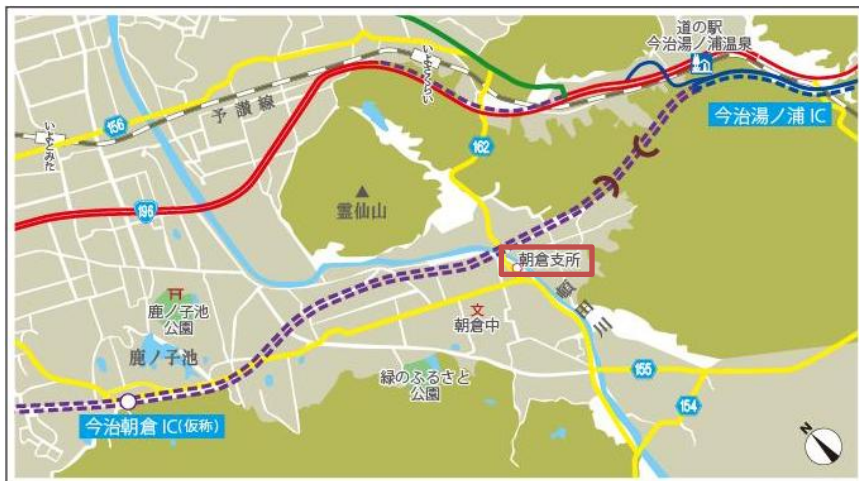 道の駅
今治湯ノ浦温泉
いよさくらい
予讃線
156
いよとみた
162
今治湯ノ浦 IC
196
霊仙山
朝倉支所
鹿ノ子池
公園
文
朝倉中
頓田川
鹿ノ子池
緑のふるさと
公園
155
154
今治朝倉 IC(仮称)
N